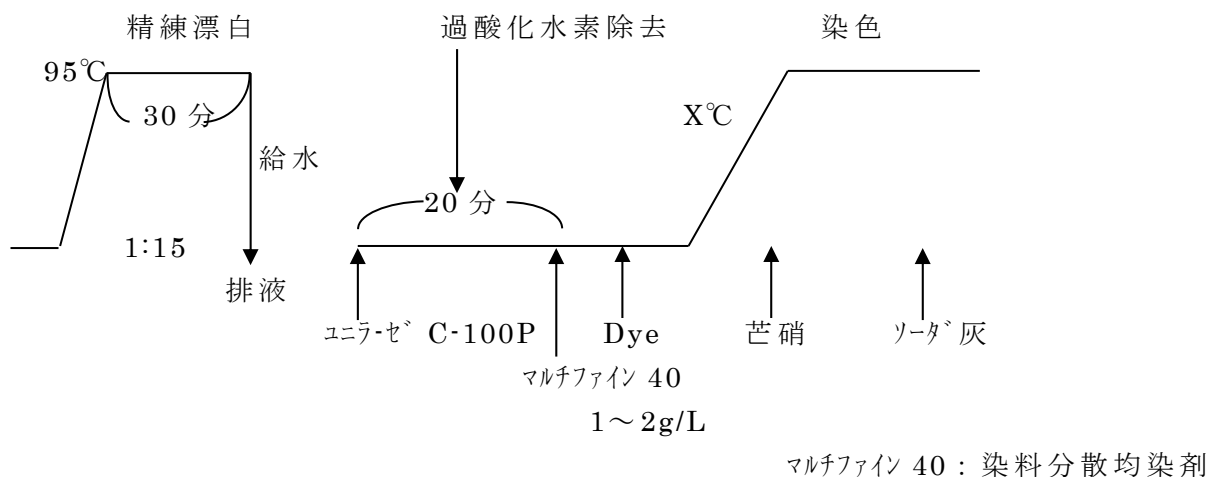 精練漂白 過酸化水素除去 染色
95℃
30 分
X℃
給水
20 分
1:15
排液
ﾕﾆﾗ-ｾﾞ C-100P Dye 芒硝 ｿｰﾀﾞ灰
ﾏﾙﾁﾌｧｲﾝ 40
1～2g/L
ﾏﾙﾁﾌｧｲﾝ 40：染料分散均染剤